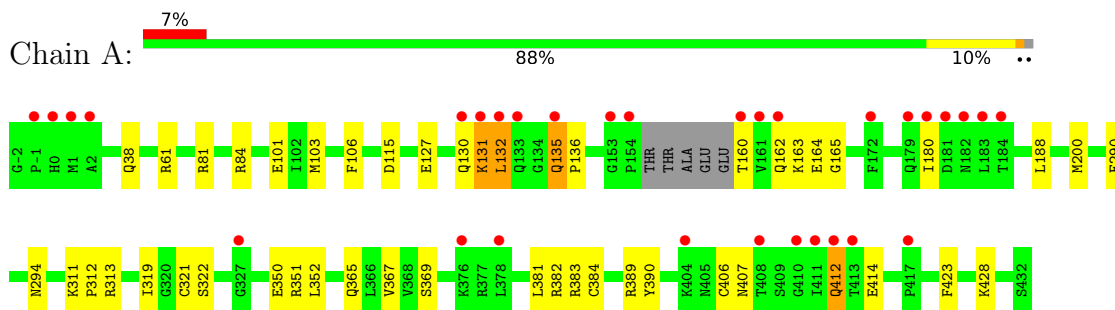 7%
Chain A:
88% 10% ••
G-2 P-1 H0 M1 A2 Q38 R61 R81 R84 E101 I102 M103 F106 D115 E127 Q130 K131 L132 Q133 G134 Q135 P136 G153 P154 THR THR ALA GLU GLU T160 V161 Q162 K163 E164 G165 F172 Q179 I180 D181 N182 L183 T184 L188 M200
N294 K311 P312 R313 I319 G320 C321 S322 G327 E350 R351 L352 Q365 L366 V367 V368 S369 K376 R377 L378 L381 R382 R383 C384 R389 Y390 K404 N405 C406 N407 T408 S409 G410 I411 Q412 T413 E414 P417 F423 K428 S432